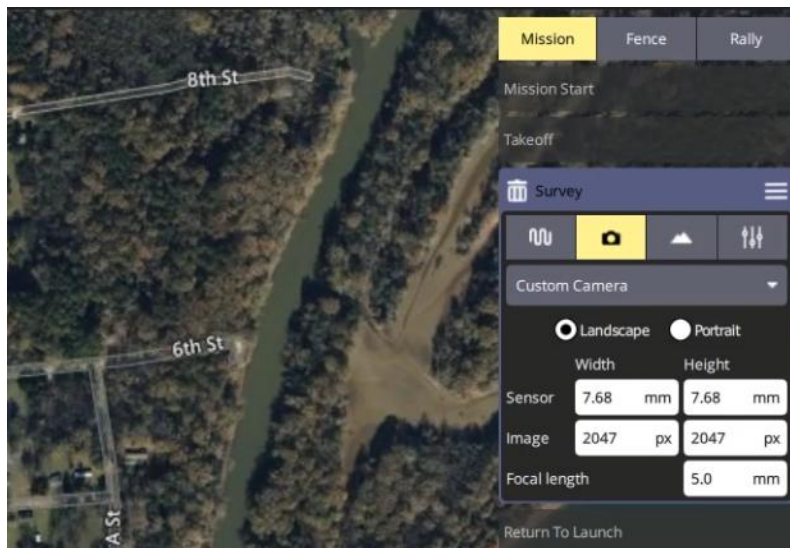 Mission Fence Rally
8th St
Mission Start
Takeoff
Survey
Custom Camera
Landscape Portrait
6th St
Width Height
Sensor 7.68 mm 7.68 mm
Image 2047 px 2047 px
Focal length 5.0 mm
A St
Return To Launch